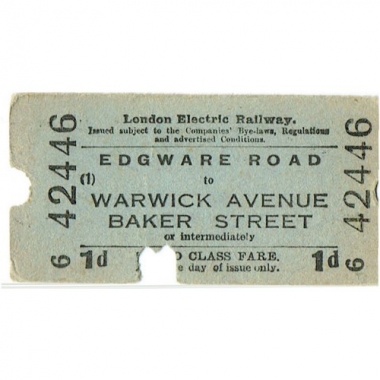 London Electric Railway.
Issued subject to the Companies' Bye-laws, Regulations
and advertised Conditions.
EDGWARE ROAD
(1)
to
WARWICK AVENUE
BAKER STREET
or intermediately
1d CLASS FARE. 1d
day of issue only.
6 42446
6 42446